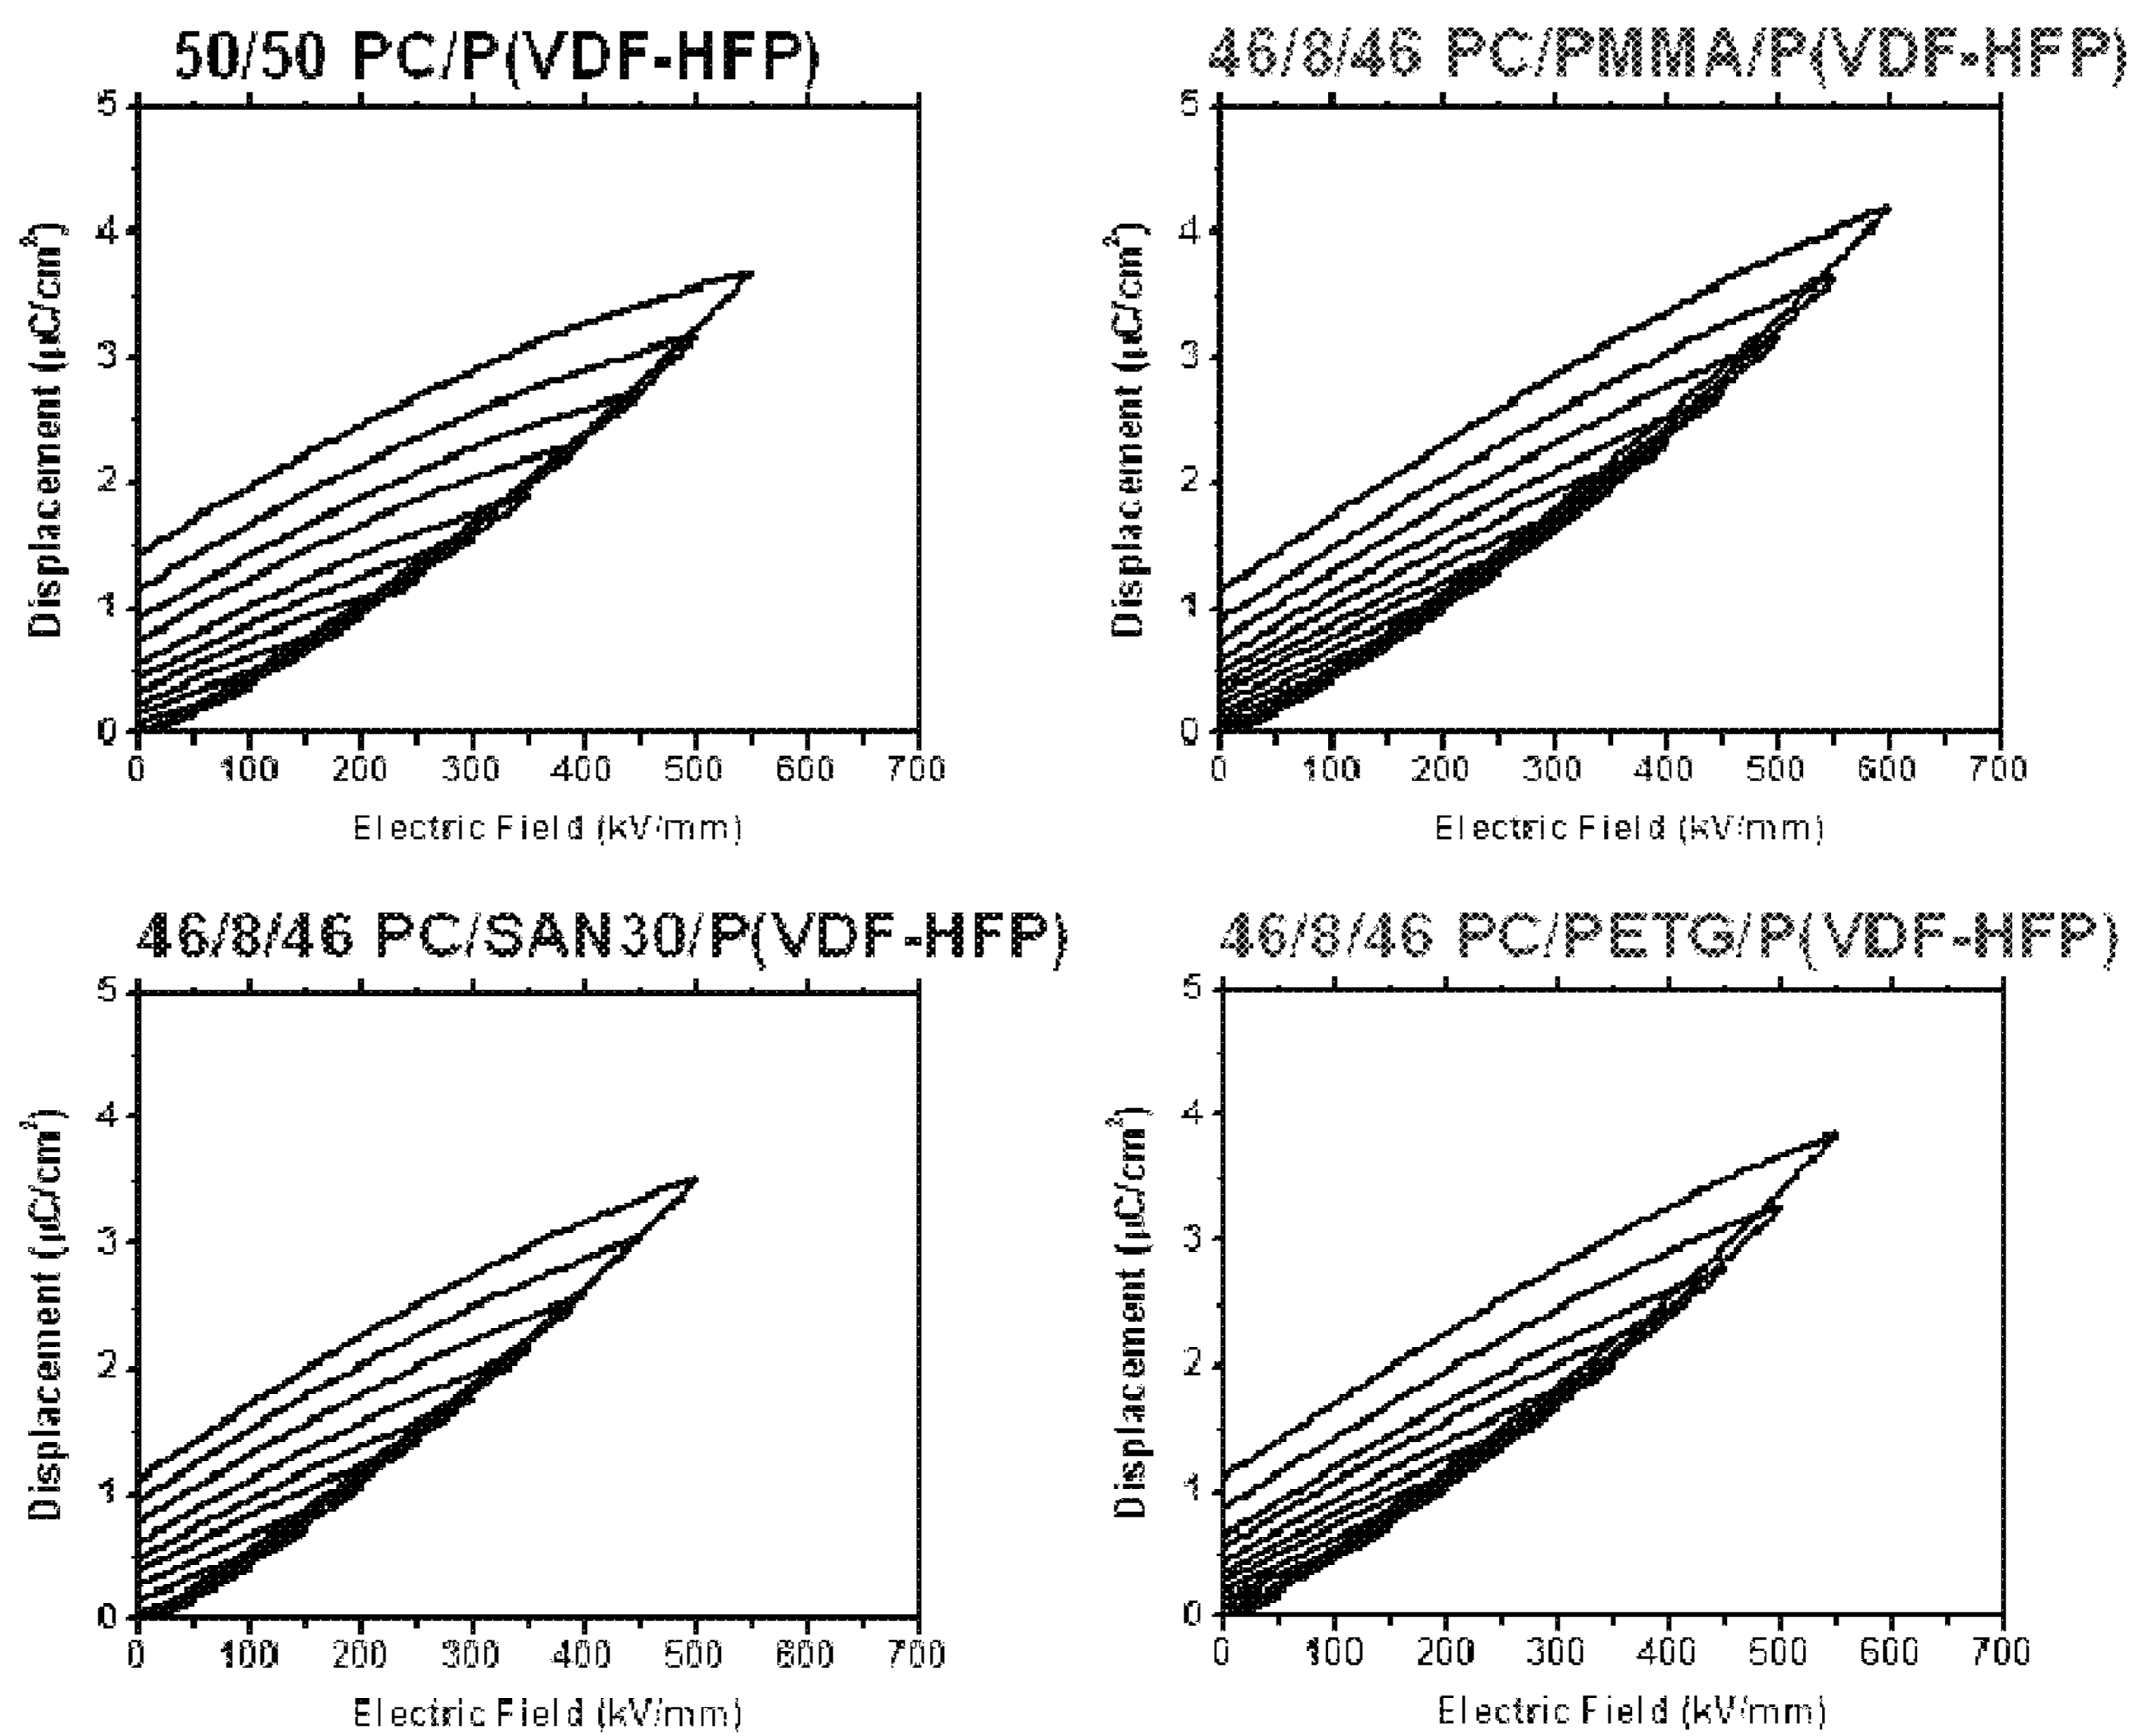 50/50 PC/P(VDF-HFP)
5
4
3
2
1
0
Displacement (µC/cm²)
0 100 200 300 400 500 600 700
Electric Field (kV/mm)
46/8/46 PC/PMMA/P(VDF-HFP)
5
4
3
2
1
0
Displacement (µC/cm²)
0 100 200 300 400 500 600 700
Electric Field (kV/mm)
46/8/46 PC/SAN30/P(VDF-HFP)
5
4
3
2
1
0
Displacement (µC/cm²)
0 100 200 300 400 500 600 700
Electric Field (kV/mm)
46/8/46 PC/PETG/P(VDF-HFP)
5
4
3
2
1
0
Displacement (µC/cm²)
0 100 200 300 400 500 600 700
Electric Field (kV/mm)